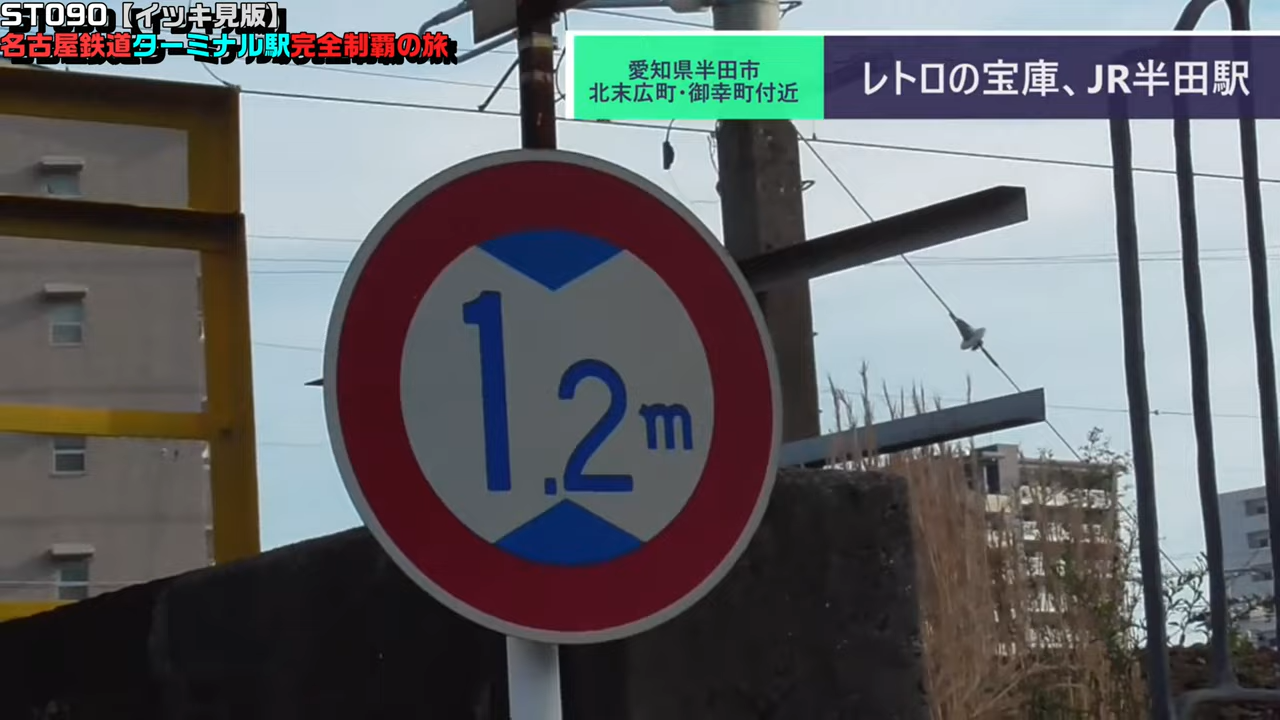 ST090【イッキ見版】
名古屋鉄道ターミナル駅完全制覇の旅
愛知県半田市
北末広町・御幸町付近
レトロの宝庫、JR半田駅
1.2m